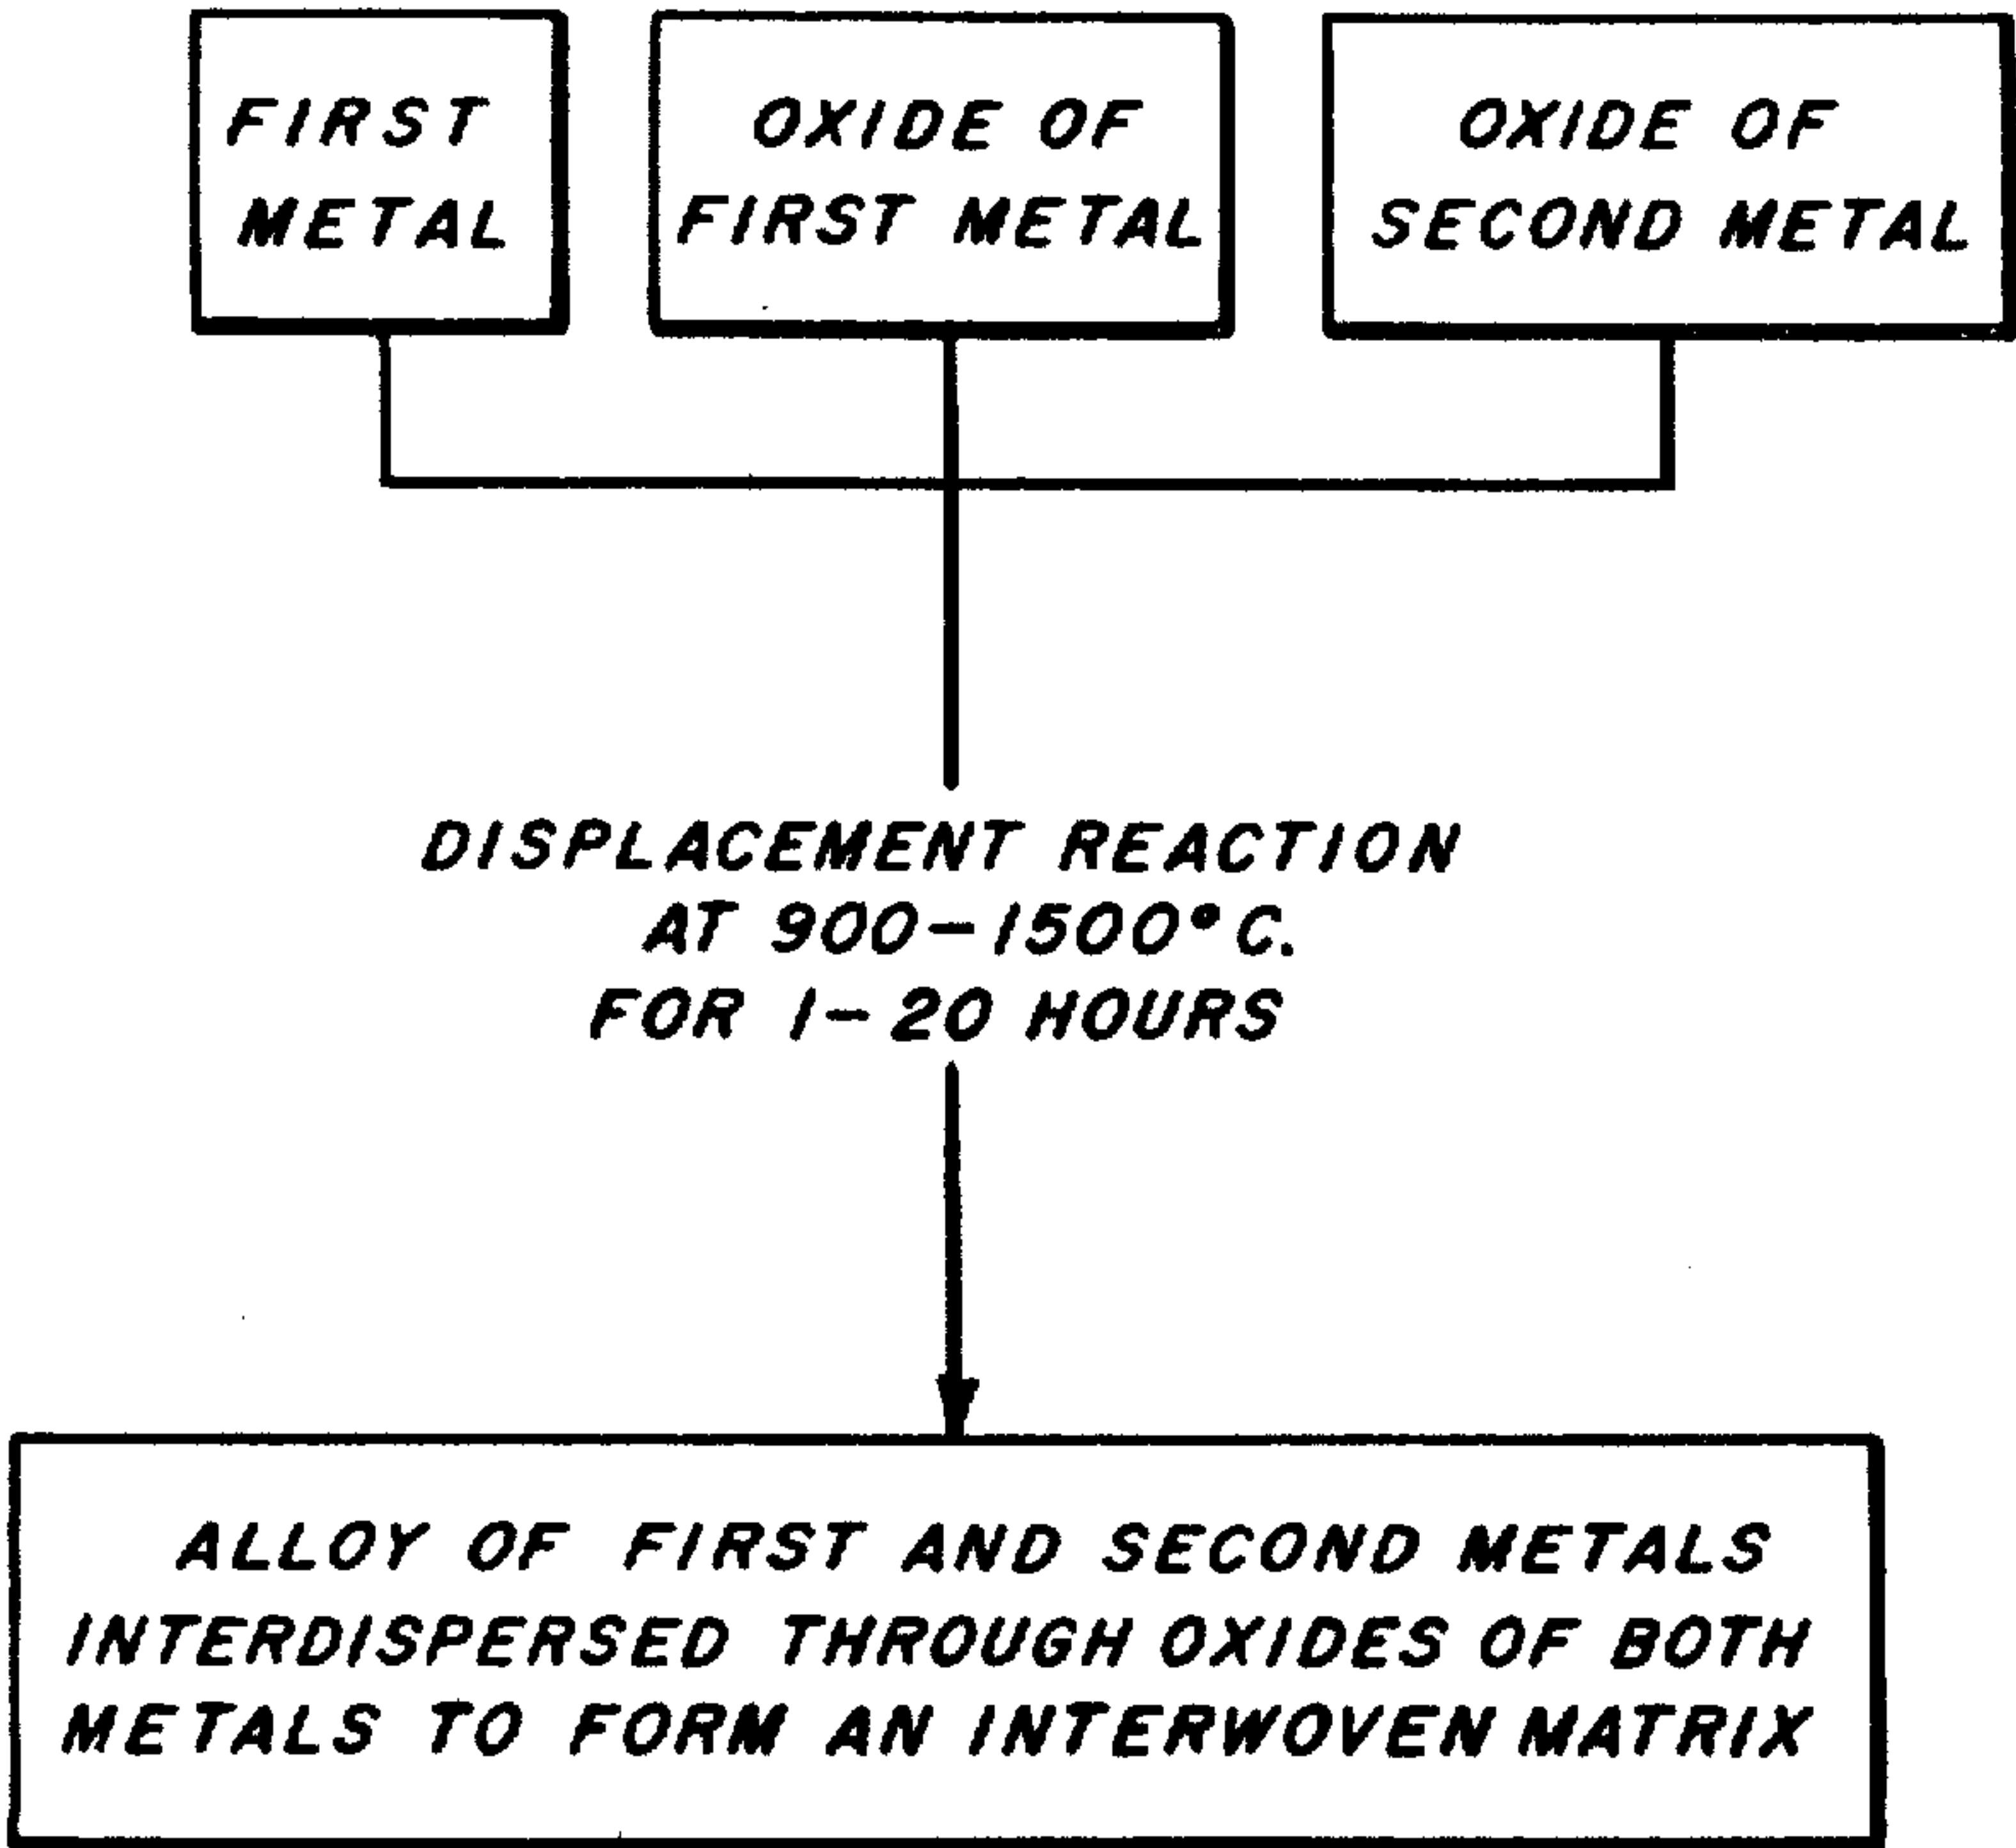 FIRST
METAL
OXIDE OF
FIRST METAL
OXIDE OF
SECOND METAL
DISPLACEMENT REACTION
AT 900-1500°C.
FOR 1-20 HOURS
ALLOY OF FIRST AND SECOND METALS
INTERDISPERSED THROUGH OXIDES OF BOTH
METALS TO FORM AN INTERWOVEN MATRIX